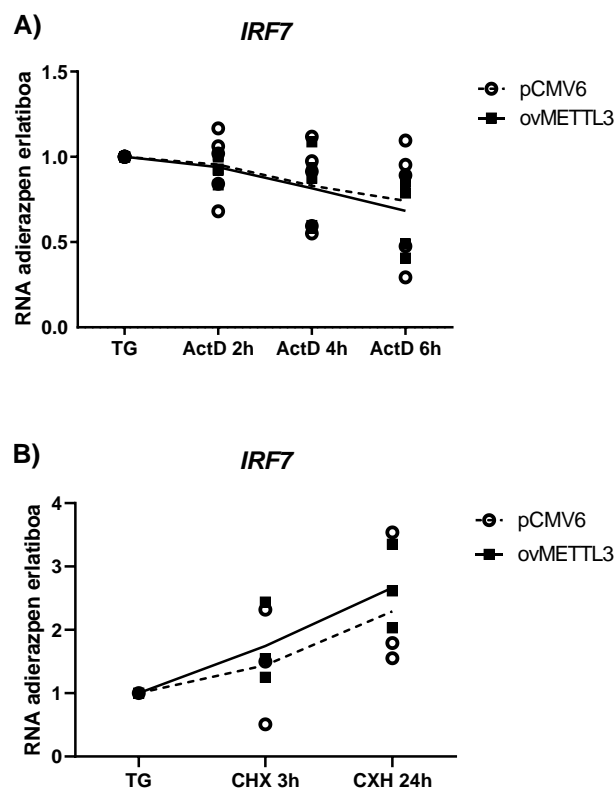 A)
IRF7
RNA adierazpen erlatiboa
1.5
1.0
0.5
0.0
TG
ActD 2h
ActD 4h
ActD 6h
pCMV6
ovMETTL3
B)
IRF7
RNA adierazpen erlatiboa
4
3
2
1
0
TG
CHX 3h
CXH 24h
pCMV6
ovMETTL3